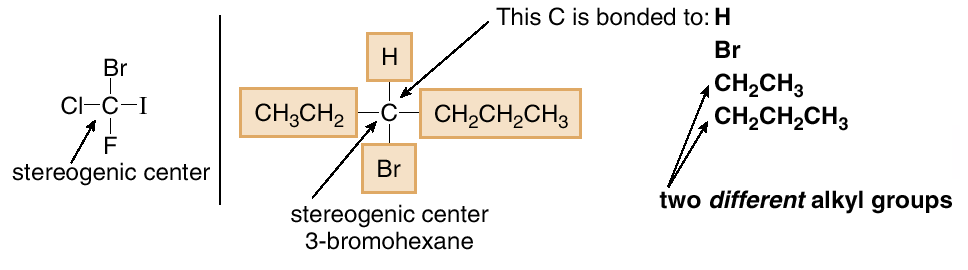 Br
Cl–C–I
F
stereogenic center
This C is bonded to: H
Br
CH₂CH₃
CH₂CH₂CH₃
two different alkyl groups
H
CH₃CH₂ C CH₂CH₂CH₃
Br
stereogenic center
3-bromohexane